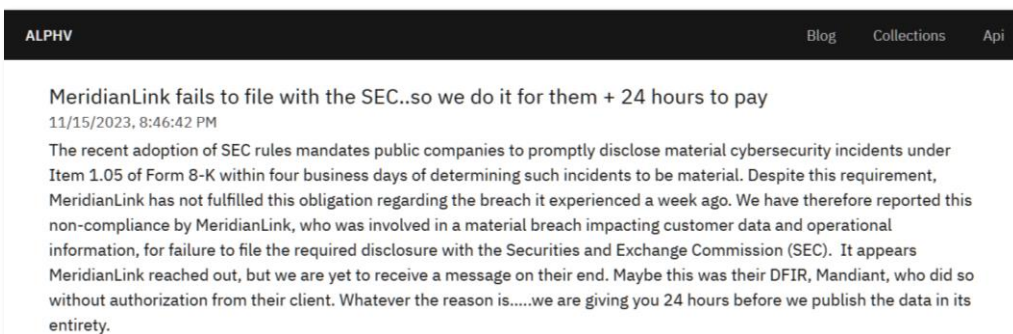 ALPHV Blog Collections Api
MeridianLink fails to file with the SEC..so we do it for them + 24 hours to pay
11/15/2023, 8:46:42 PM
The recent adoption of SEC rules mandates public companies to promptly disclose material cybersecurity incidents under
Item 1.05 of Form 8-K within four business days of determining such incidents to be material. Despite this requirement,
MeridianLink has not fulfilled this obligation regarding the breach it experienced a week ago. We have therefore reported this
non-compliance by MeridianLink, who was involved in a material breach impacting customer data and operational
information, for failure to file the required disclosure with the Securities and Exchange Commission (SEC).  It appears
MeridianLink reached out, but we are yet to receive a message on their end. Maybe this was their DFIR, Mandiant, who did so
without authorization from their client. Whatever the reason is.....we are giving you 24 hours before we publish the data in its
entirety.